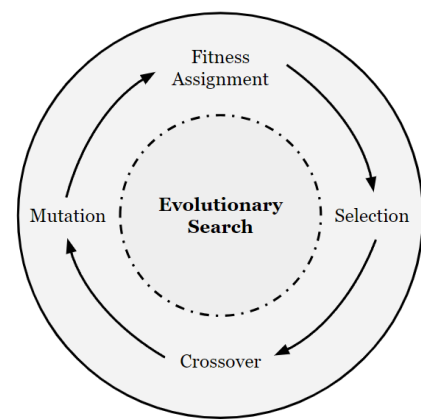 Fitness
Assignment
Evolutionary
Search
Mutation
Selection
Crossover